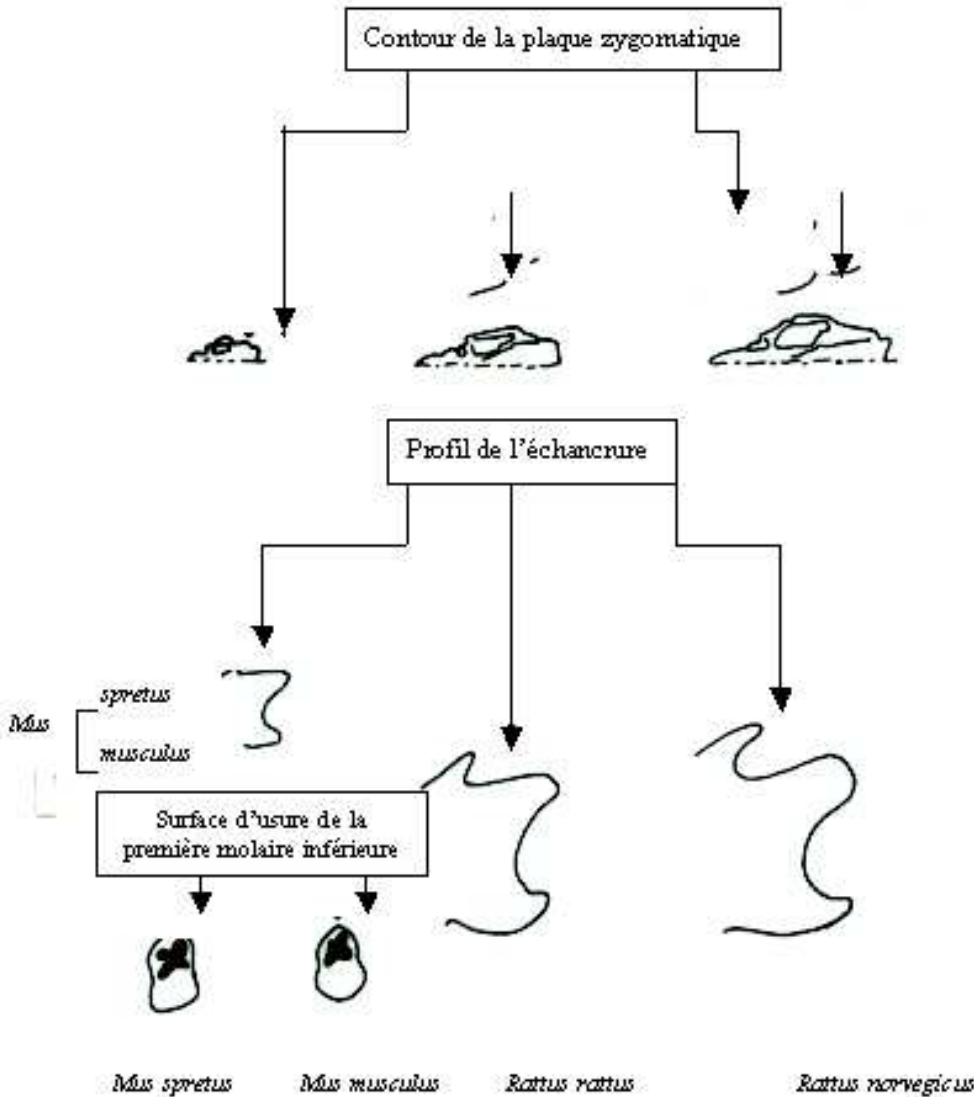 Contour de la plaque zygomatique
Profil de l'échancrure
spretus
Mus
musculus
Surface d'usure de la
première molaire inférieure
Mus spretus Mus musculus Rattus rattus Rattus norvegicus